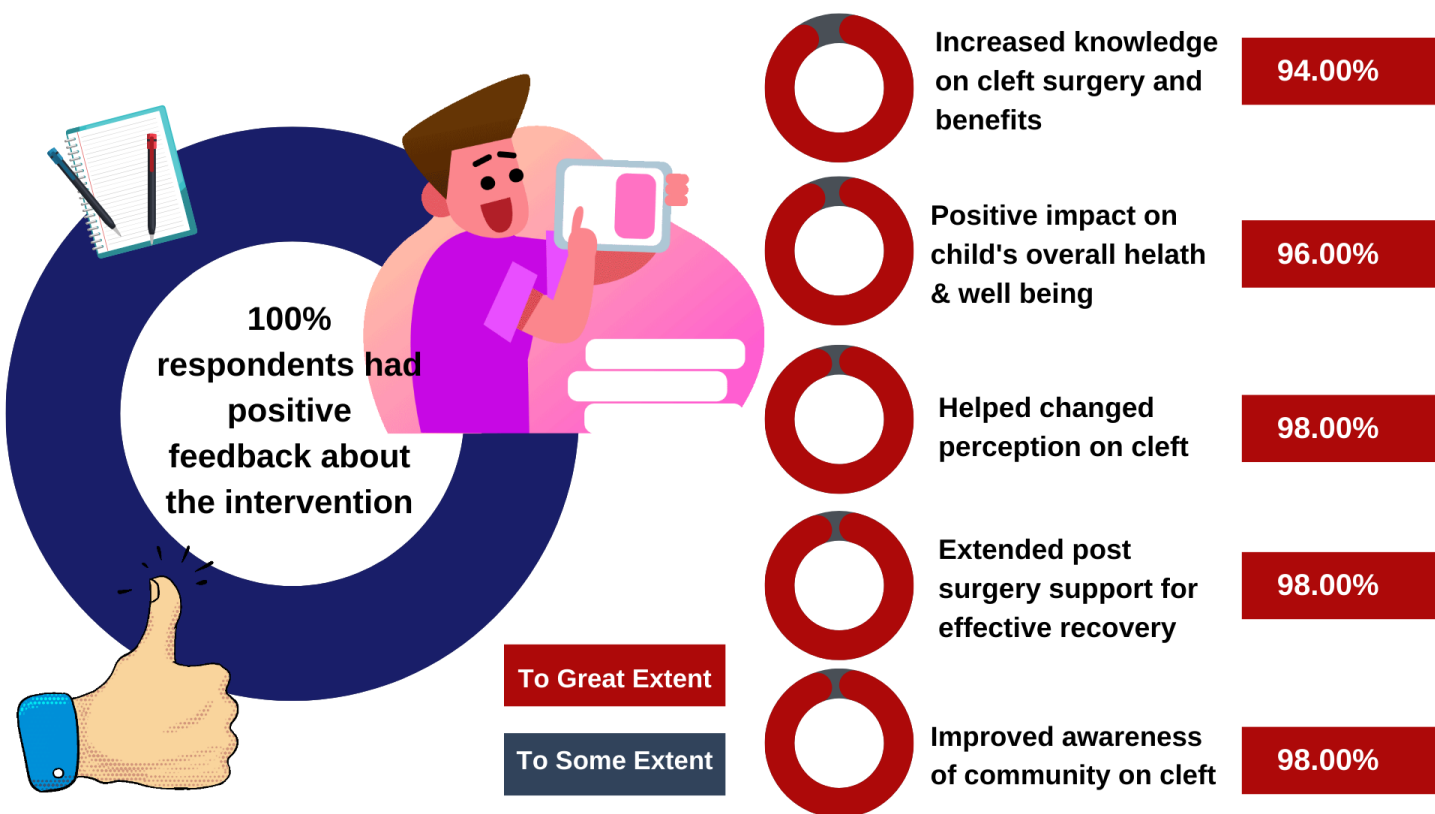 100%
respondents had
positive
feedback about
the intervention
To Great Extent
To Some Extent
Increased knowledge
on cleft surgery and
benefits
94.00%
Positive impact on
child's overall helath
& well being
96.00%
Helped changed
perception on cleft
98.00%
Extended post
surgery support for
effective recovery
98.00%
Improved awareness
of community on cleft
98.00%